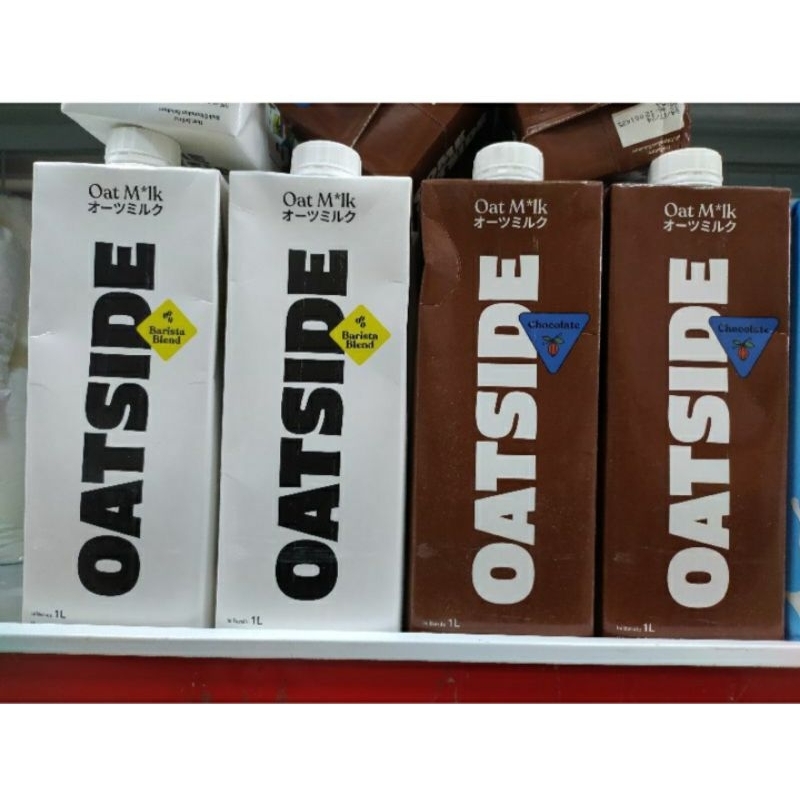 Oat M*lk
オーツミルク
OATSIDE
Barista
Blend
1L
Oat M*lk
オーツミルク
OATSIDE
Barista
Blend
1L
Oat M*lk
オーツミルク
OATSIDE
Chocolate
1L
Oat M*lk
オーツミルク
OATSIDE
Chocolate
1L